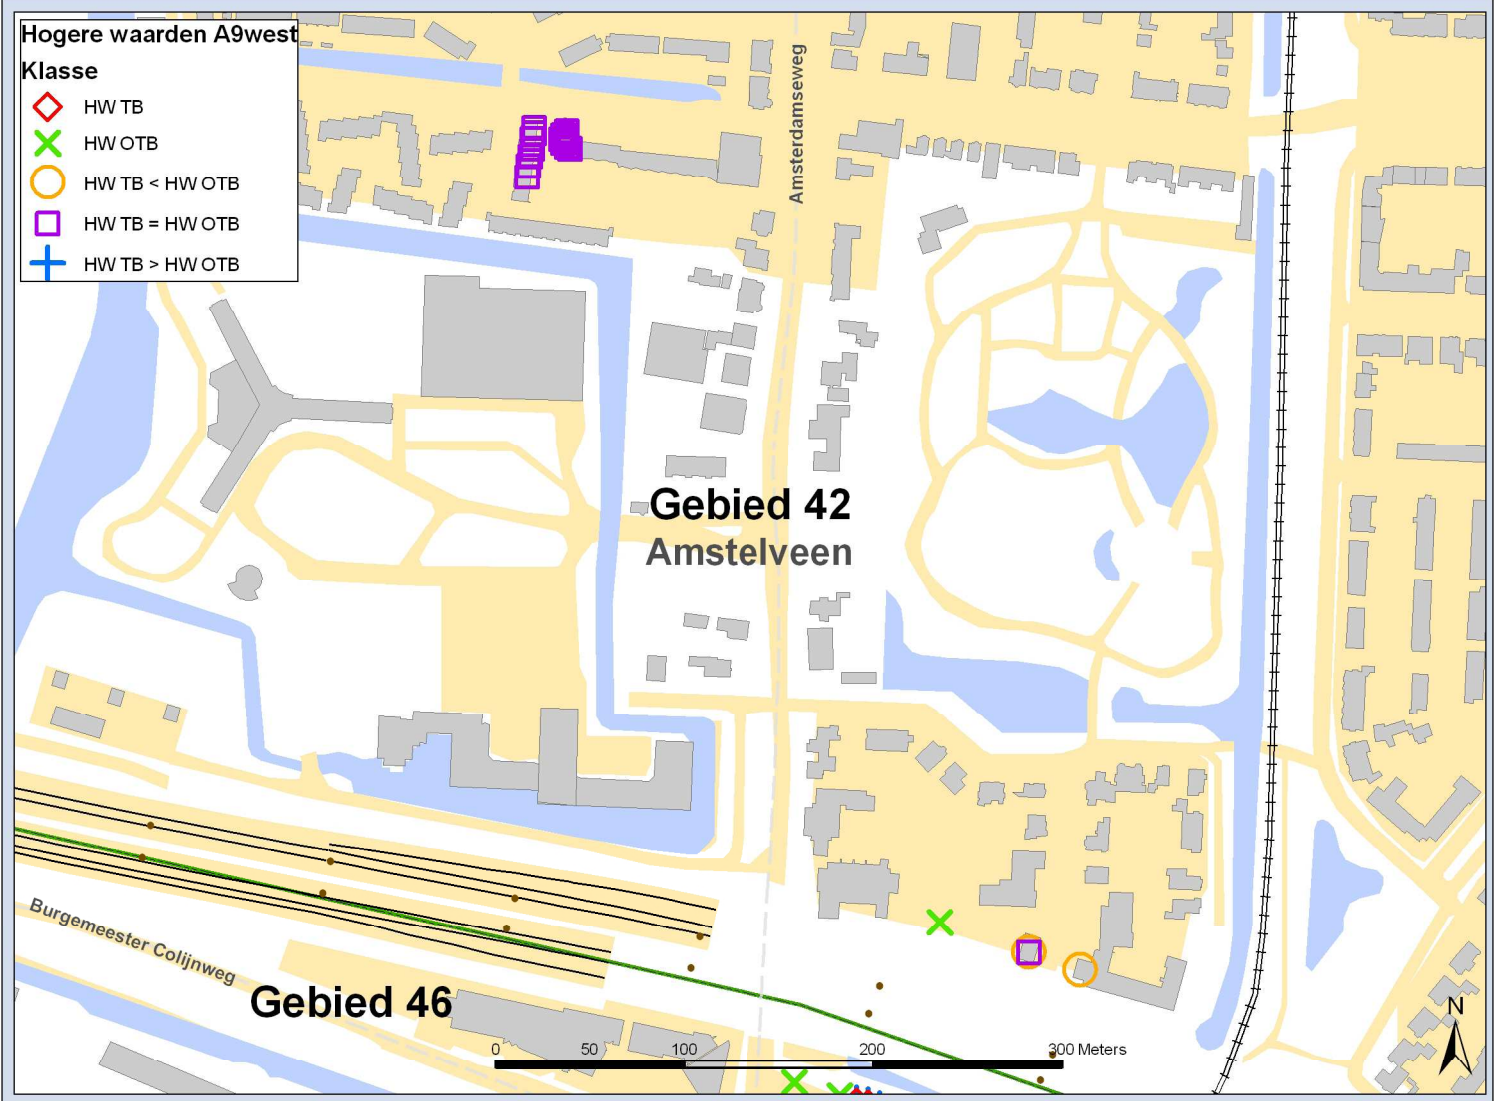 Hogere waarden A9west
Klasse
HW TB
HW OTB
HW TB < HW OTB
HW TB = HW OTB
HW TB > HW OTB
Amsterdamseweg
Gebied 42
Amstelveen
Burgemeester Colijnweg
Gebied 46
N
0 50 100 200 300 Meters